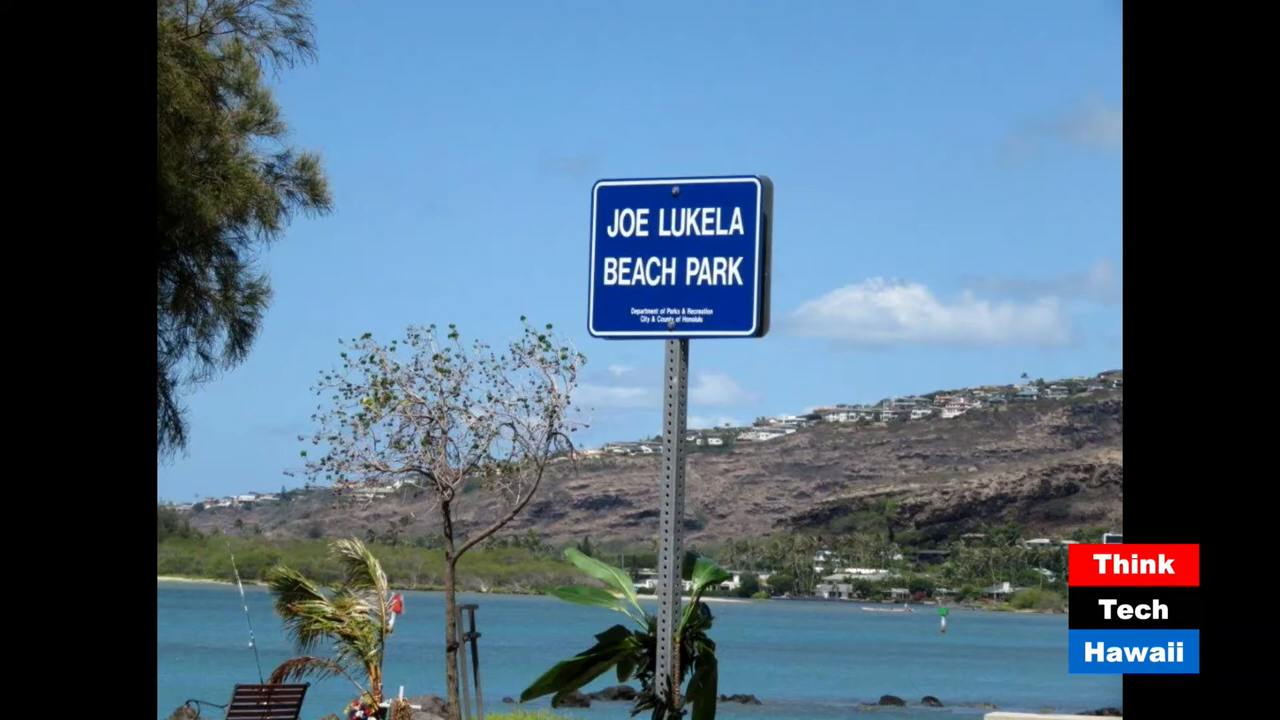 JOE LUKELA
BEACH PARK
Department of Parks & Recreation
City & County of Honolulu
Think
Tech
Hawaii